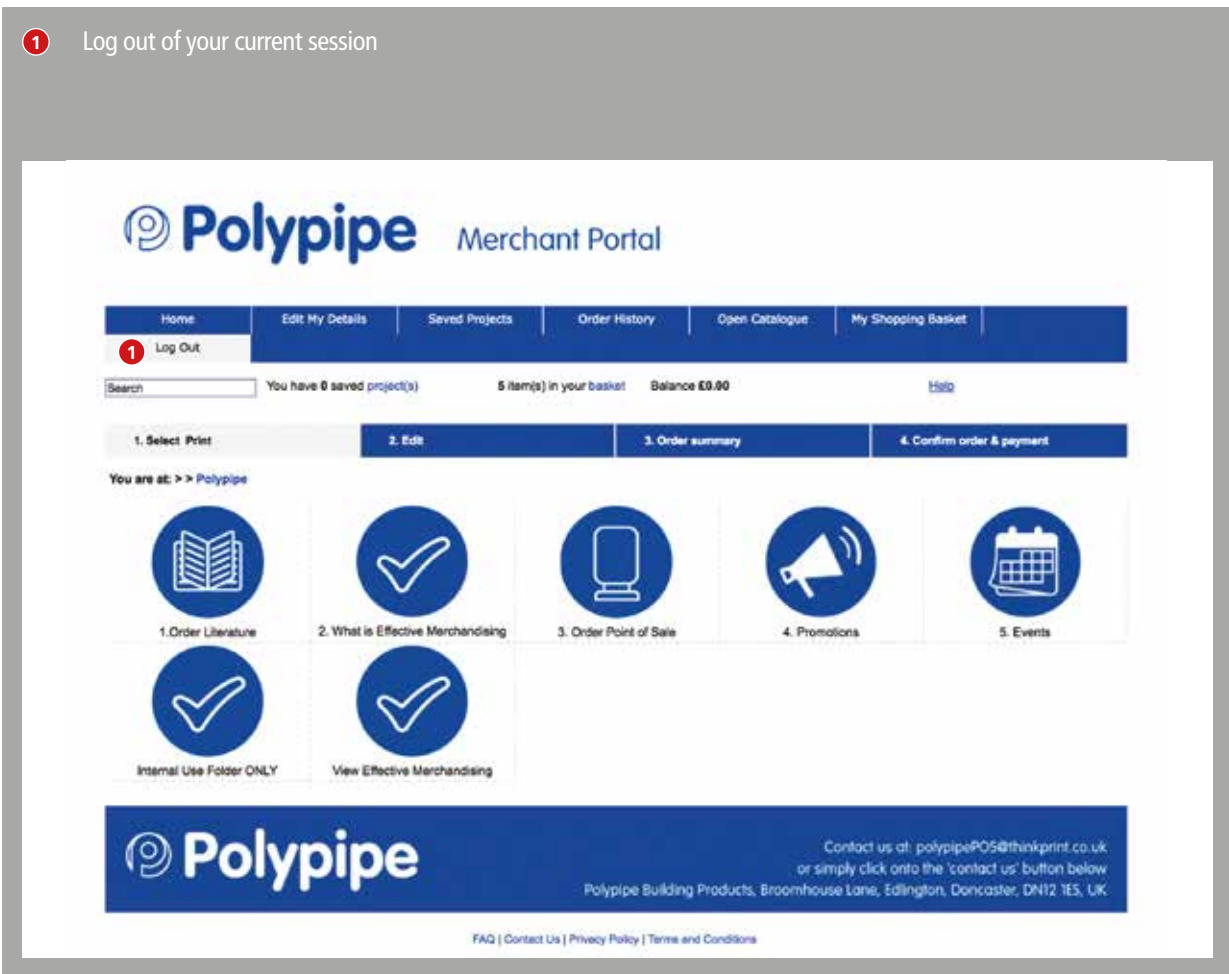 1 Log out of your current session
Polypipe Merchant Portal
Home Edit My Details Saved Projects Order History Open Catalogue My Shopping Basket
1 Log Out
Search You have 0 saved project(s) 5 item(s) in your basket Balance £0.00 Help
1. Select Print 2. Edit 3. Order summary 4. Confirm order & payment
You are at: > > Polypipe
1.Order Literature 2. What is Effective Merchandising 3. Order Point of Sale 4. Promotions 5. Events
Internal Use Folder ONLY View Effective Merchandising
Polypipe
Contact us at: polypipePOS@thinkprint.co.uk
or simply click onto the 'contact us' button below
Polypipe Building Products, Broomhouse Lane, Edlington, Doncaster, DN12 1ES, UK
FAQ | Contact Us | Privacy Policy | Terms and Conditions